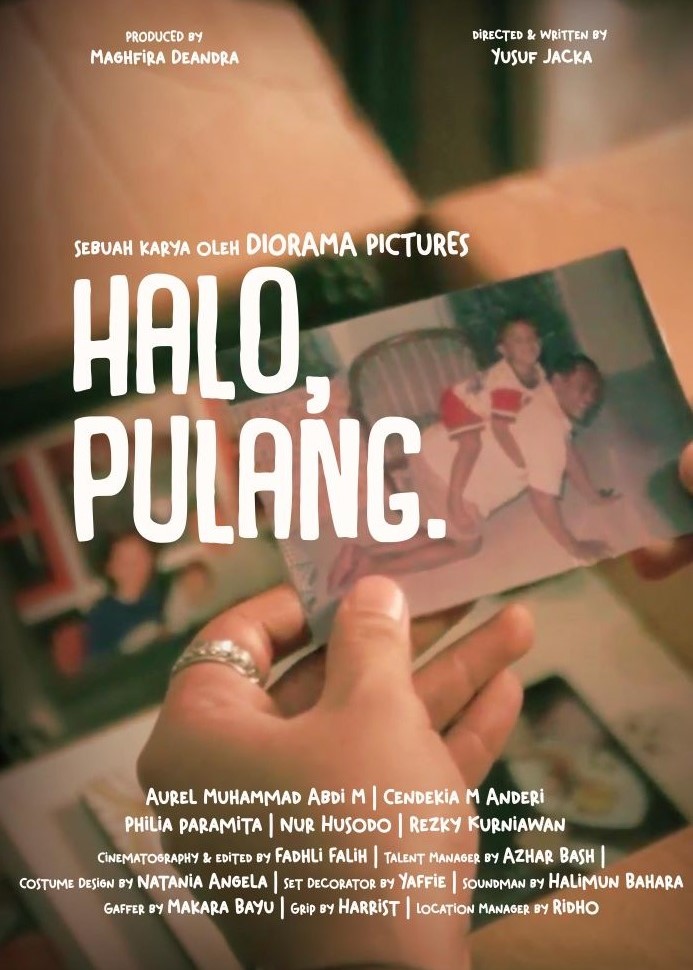 PRODUCED BY
MAGHFIRA DEANDRA
DIRECTED & WRITTEN BY
YUSUF JACKA
SEBUAH KARYA OLEH DIORAMA PICTURES
HALO,
PULANG.
AUREL MUHAMMAD ABDI M | CENDEKIA M ANDERI
PHILIA PARAMITA | NUR HUSODO | REZKY KURNIAWAN
CINEMATOGRAPHY & EDITED BY FADHLI FALIH | TALENT MANAGER BY AZHAR BASH |
COSTUME DESIGN BY NATANIA ANGELA | SET DECORATOR BY YAFFIE | SOUNDMAN BY HALIMUN BAHARA
GAFFER BY MAKARA BAYU | GRIP BY HARRIST | LOCATION MANAGER BY RIDHO